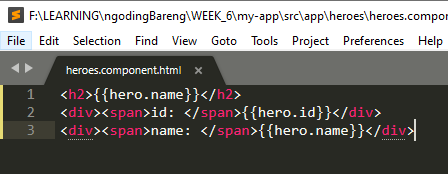 F:\LEARNING\ngodingBareng\WEEK_6\my-app\src\app\heroes\heroes.com
File Edit Selection Find View Goto Tools Project Preferences Help
heroes.component.html ×
1 <h2>{{hero.name}}</h2>
2 <div><span>id: </span>{{hero.id}}</div>
3 <div><span>name: </span>{{hero.name}}</div>